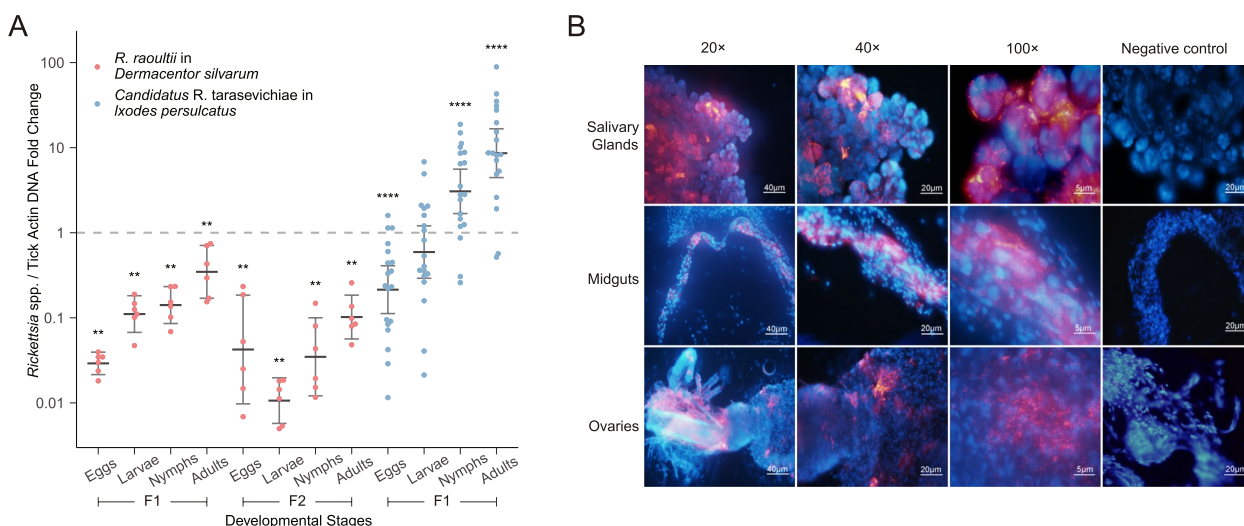 A
Rickettsia spp. / Tick Actin DNA Fold Change
100
10
1
0.1
0.01
R. raoultii in
Dermacentor silvarum
Candidatus R. tarasevichiae in
Ixodes persulcatus
**
**
**
**
**
**
**
**
****
****
****
Eggs
Larvae
Nymphs
Adults
Eggs
Larvae
Nymphs
Adults
Eggs
Larvae
Nymphs
Adults
F1
F2
F1
Developmental Stages
B
20×
40×
100×
Negative control
Salivary
Glands
40μm
20μm
5μm
20μm
Midguts
40μm
20μm
5μm
20μm
Ovaries
40μm
20μm
5μm
20μm